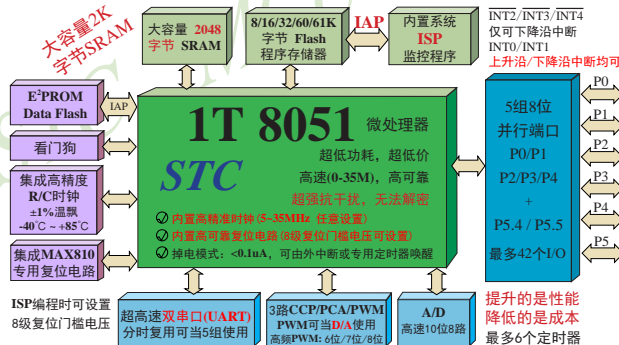 大容量2K
字节SRAM
大容量 2048
字节 SRAM
8/16/32/60/61K
字节 Flash
程序存储器
IAP
内置系统
ISP
监控程序
INT2/INT3/INT4
仅可下降沿中断
INT0/INT1
上升沿/下降沿中断均可
E²PROM
Data Flash
IAP
看门狗
集成高精度
R/C时钟
±1%温飘
-40℃ ~ +85℃
集成MAX810
专用复位电路
ISP编程时可设置
8级复位门槛电压
1T 8051 微处理器
STC
超低功耗，超低价
高速(0-35M)，高可靠
超强抗干扰，无法解密
内置高精准时钟 (5~35MHz 任意设置)
内置高可靠复位电路 (8级复位门槛电压可设置)
掉电模式：<0.1uA，可由外中断或专用定时器唤醒
5组8位
并行端口
P0/P1
P2/P3/P4
+
P5.4 / P5.5
最多42个I/O
P0
P1
P2
P3
P4
P5
超高速双串口(UART)
分时复用可当5组使用
3路CCP/PCA/PWM
PWM可当D/A使用
高频PWM: 6位/7位/8位
A/D
高速10位8路
提升的是性能
降低的是成本
最多6个定时器